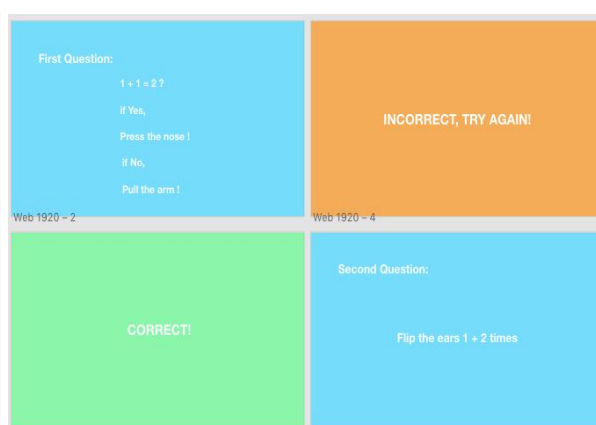 First Question:
1 + 1 = 2 ?
if Yes,
Press the nose !
if No,
Pull the arm !
INCORRECT, TRY AGAIN!
Web 1920 – 2
Web 1920 – 4
CORRECT!
Second Question:
Flip the ears 1 + 2 times